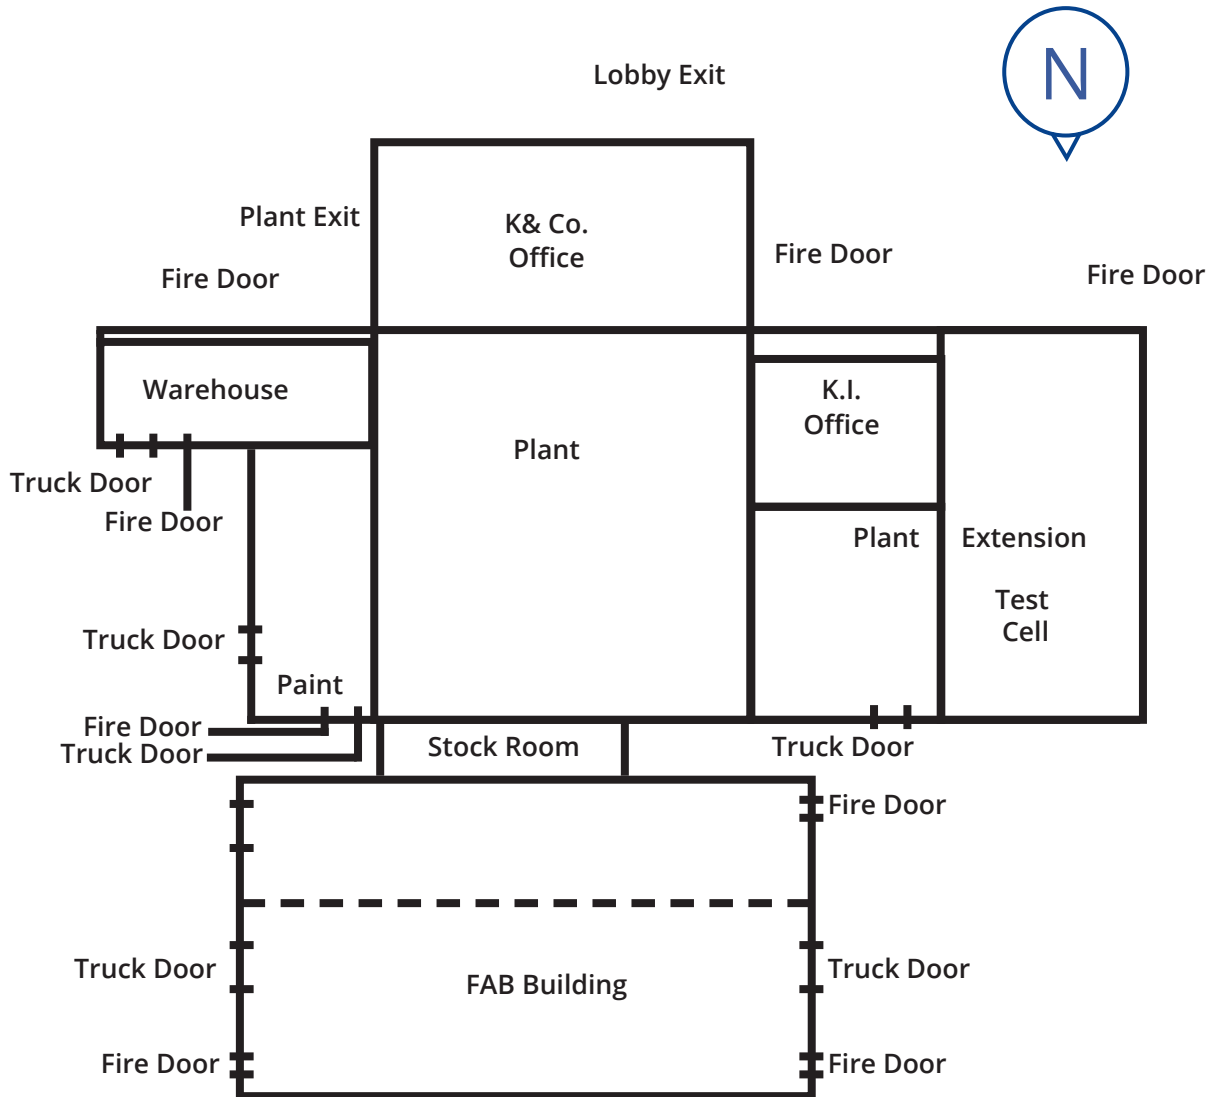 Lobby Exit
N
Plant Exit
K& Co.
Office
Fire Door
Fire Door
Fire Door
Warehouse
K.I.
Office
Plant
Truck Door
Fire Door
Plant
Extension
Test
Cell
Truck Door
Paint
Fire Door
Truck Door
Stock Room
Truck Door
Fire Door
Truck Door
FAB Building
Truck Door
Fire Door
Fire Door